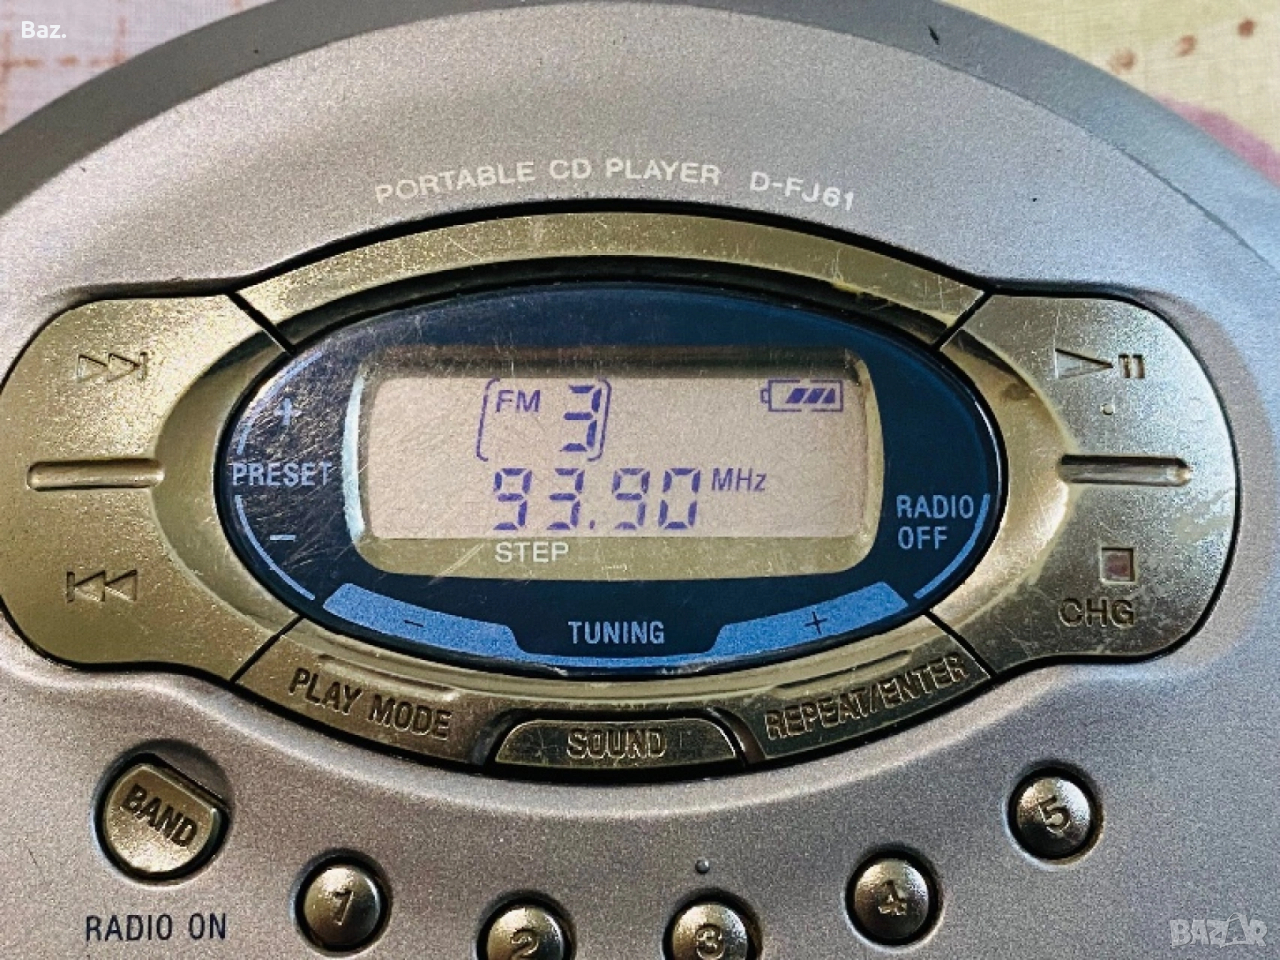 Baz.
PORTABLE CD PLAYER D-FJ61
FM 3
93.90 MHz
STEP
+
PRESET
-
RADIO
OFF
- TUNING +
CHG
PLAY MODE
SOUND
REPEAT/ENTER
BAND
RADIO ON
1
2
3
4
5
BAZAR